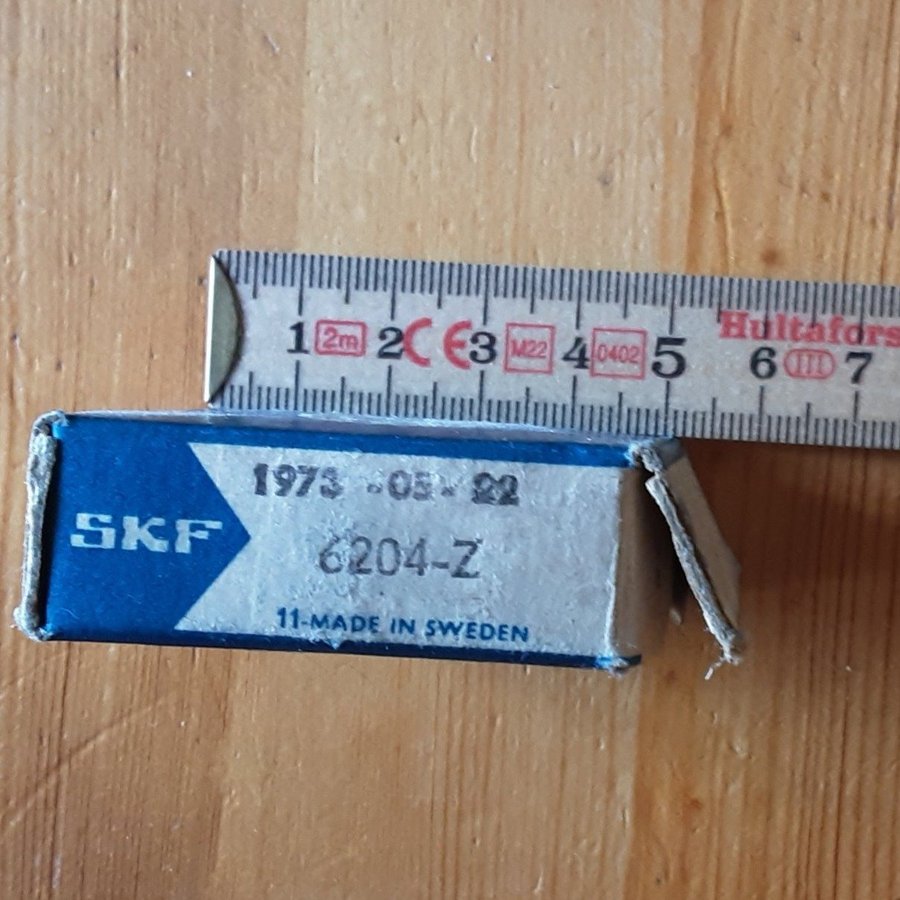 1 2m 2 CE 3 M22 4 0402 5 6 III 7
Hultafors
1973 -05- 22
SKF
6204-Z
11-MADE IN SWEDEN